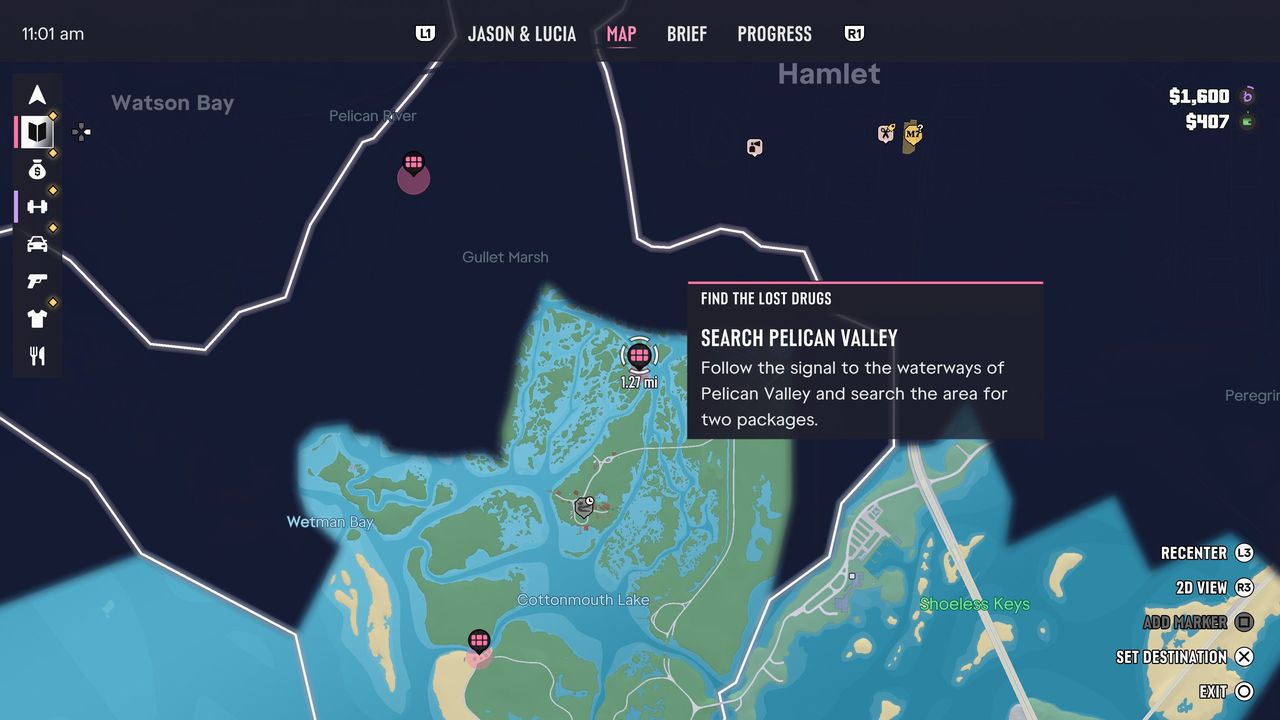 11:01 am
L1 JASON & LUCIA MAP BRIEF PROGRESS R1
Hamlet
Watson Bay
Pelican River
$1,600
$407
M?
Gullet Marsh
FIND THE LOST DRUGS
SEARCH PELICAN VALLEY
Follow the signal to the waterways of
Pelican Valley and search the area for
two packages.
1.27 mi
Peregrin
Wetman Bay
Cottonmouth Lake
Shoeless Keys
RECENTER L3
2D VIEW R3
ADD MARKER
SET DESTINATION
EXIT